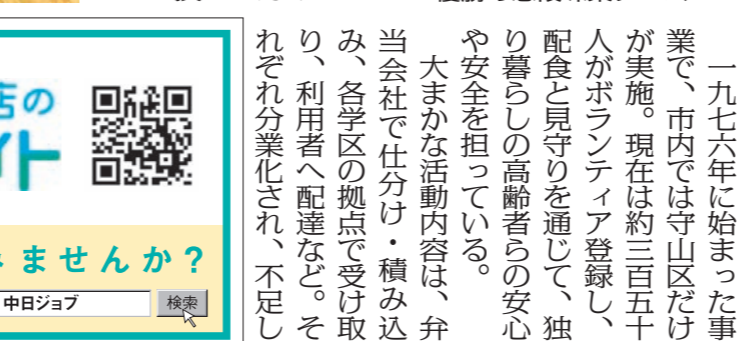 一九七六年に始まった事
業で、市内では守山区だけ
が実施。現在は約三百五十
人がボランティア登録し、
配食と見守りを通じて、独
り暮らしの高齢者らの安心
や安全を担っている。
大まかな活動内容は、弁
当会社で仕分け・積み込
み、各学区の拠点で受け取
り、利用者へ配達など。そ
れぞれ分業化され、不足し
店の
イト
ませんか?
中日ジョブ
検索